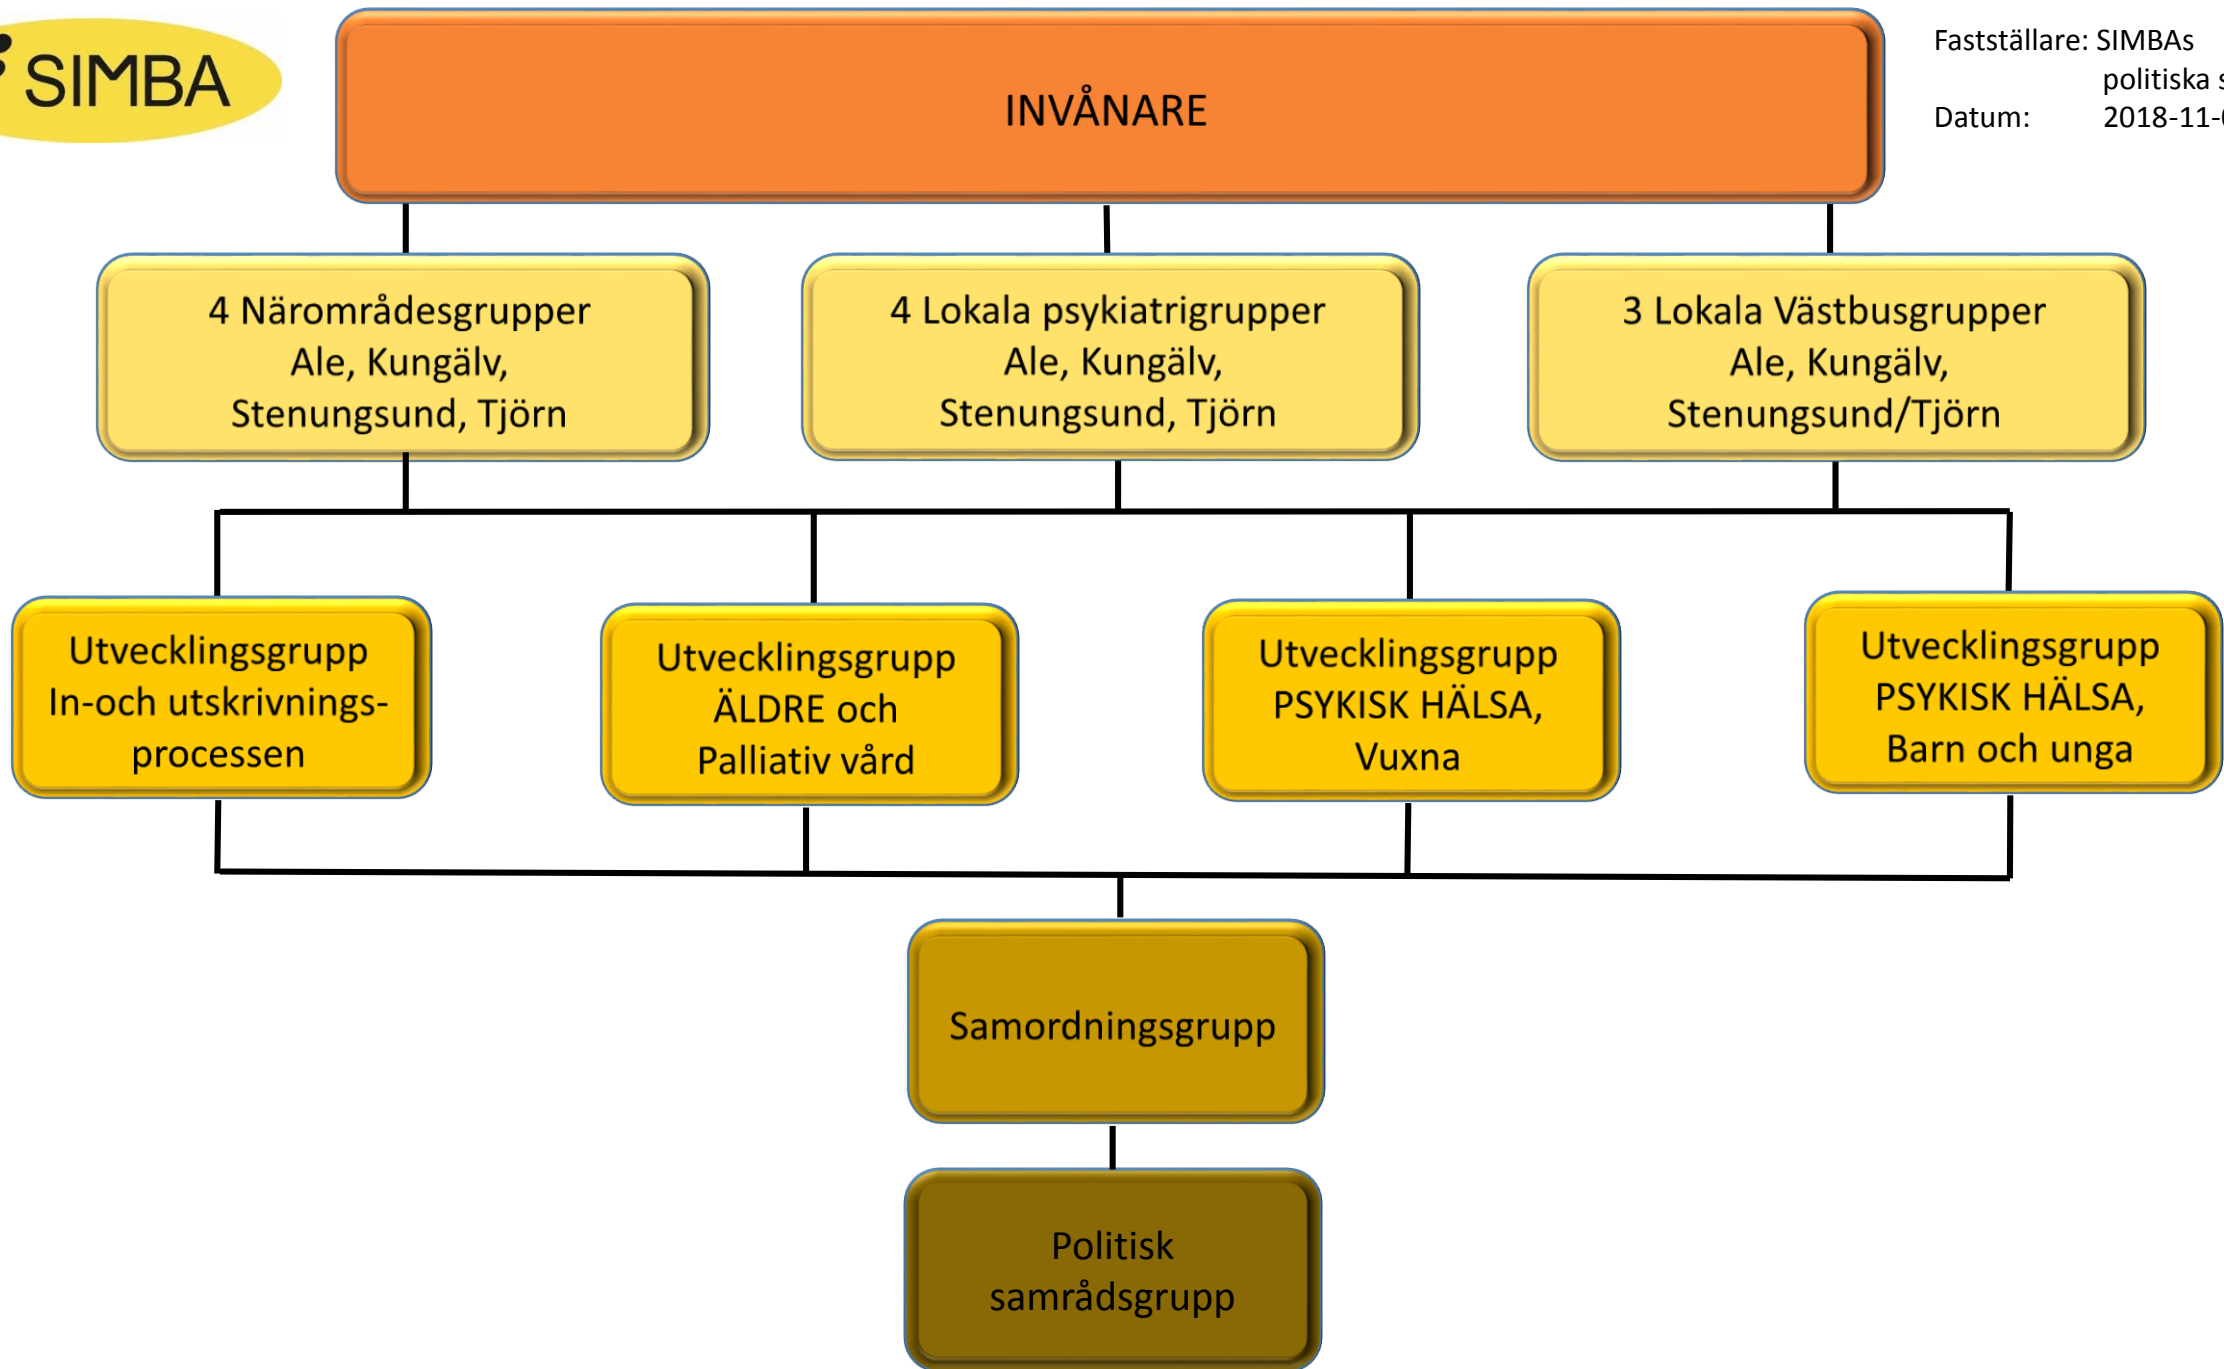 SIMBA
INVÅNARE
Fastställare: SIMBAs
politiska
Datum: 2018-11-
4 Närområdesgrupper
Ale, Kungälv,
Stenungsund, Tjörn
4 Lokala psykiatrigrupper
Ale, Kungälv,
Stenungsund, Tjörn
3 Lokala Västbusgrupper
Ale, Kungälv,
Stenungsund/Tjörn
Utvecklingsgrupp
In-och utskrivnings-
processen
Utvecklingsgrupp
ÄLDRE och
Palliativ vård
Utvecklingsgrupp
PSYKISK HÄLSA,
Vuxna
Utvecklingsgrupp
PSYKISK HÄLSA,
Barn och unga
Samordningsgrupp
Politisk
samrådsgrupp